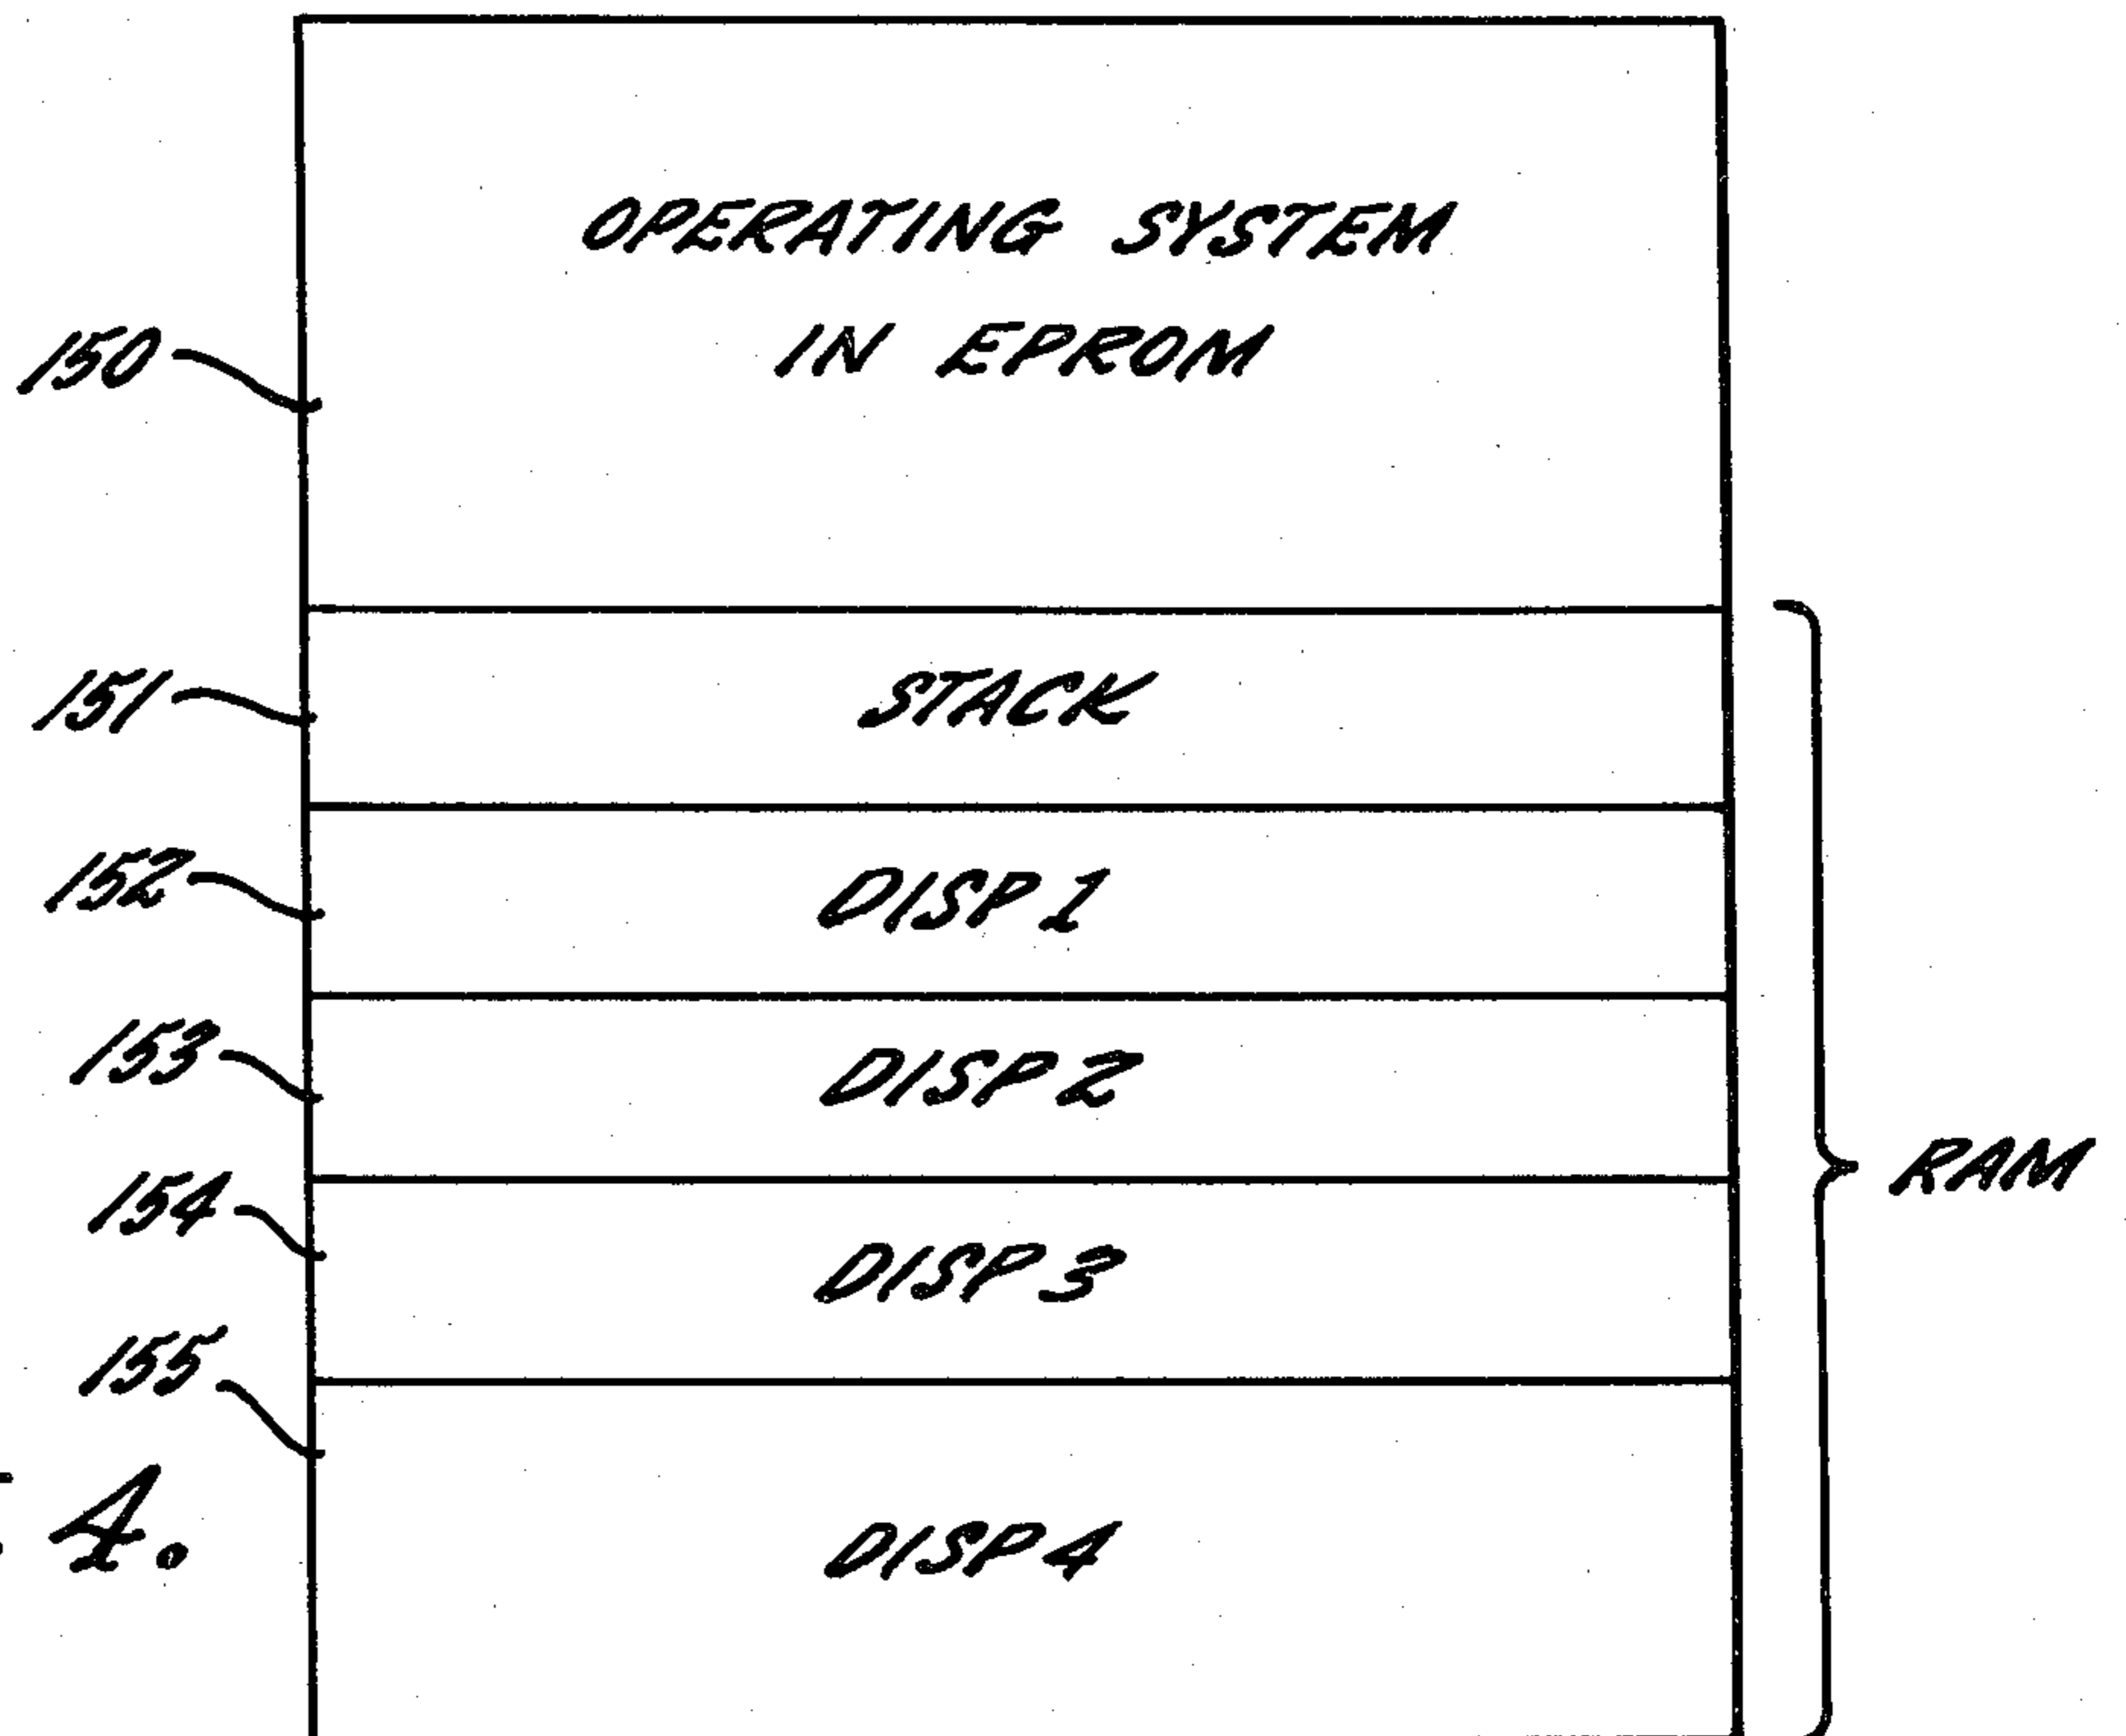 OPERATING SYSTEM
IN EPROM
150
151
STACK
152
DISP 1
153
DISP 2
154
DISP 3
RAM
155
4.
DISP 4